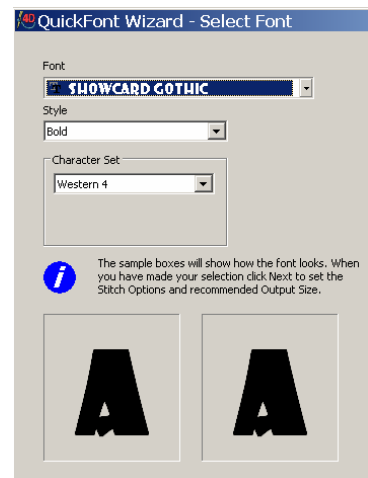 4D QuickFont Wizard - Select Font
Font
SHOWCARD GOTHIC
Style
Bold
Character Set
Western 4
i The sample boxes will show how the font looks. When
you have made your selection click Next to set the
Stitch Options and recommended Output Size.
A A